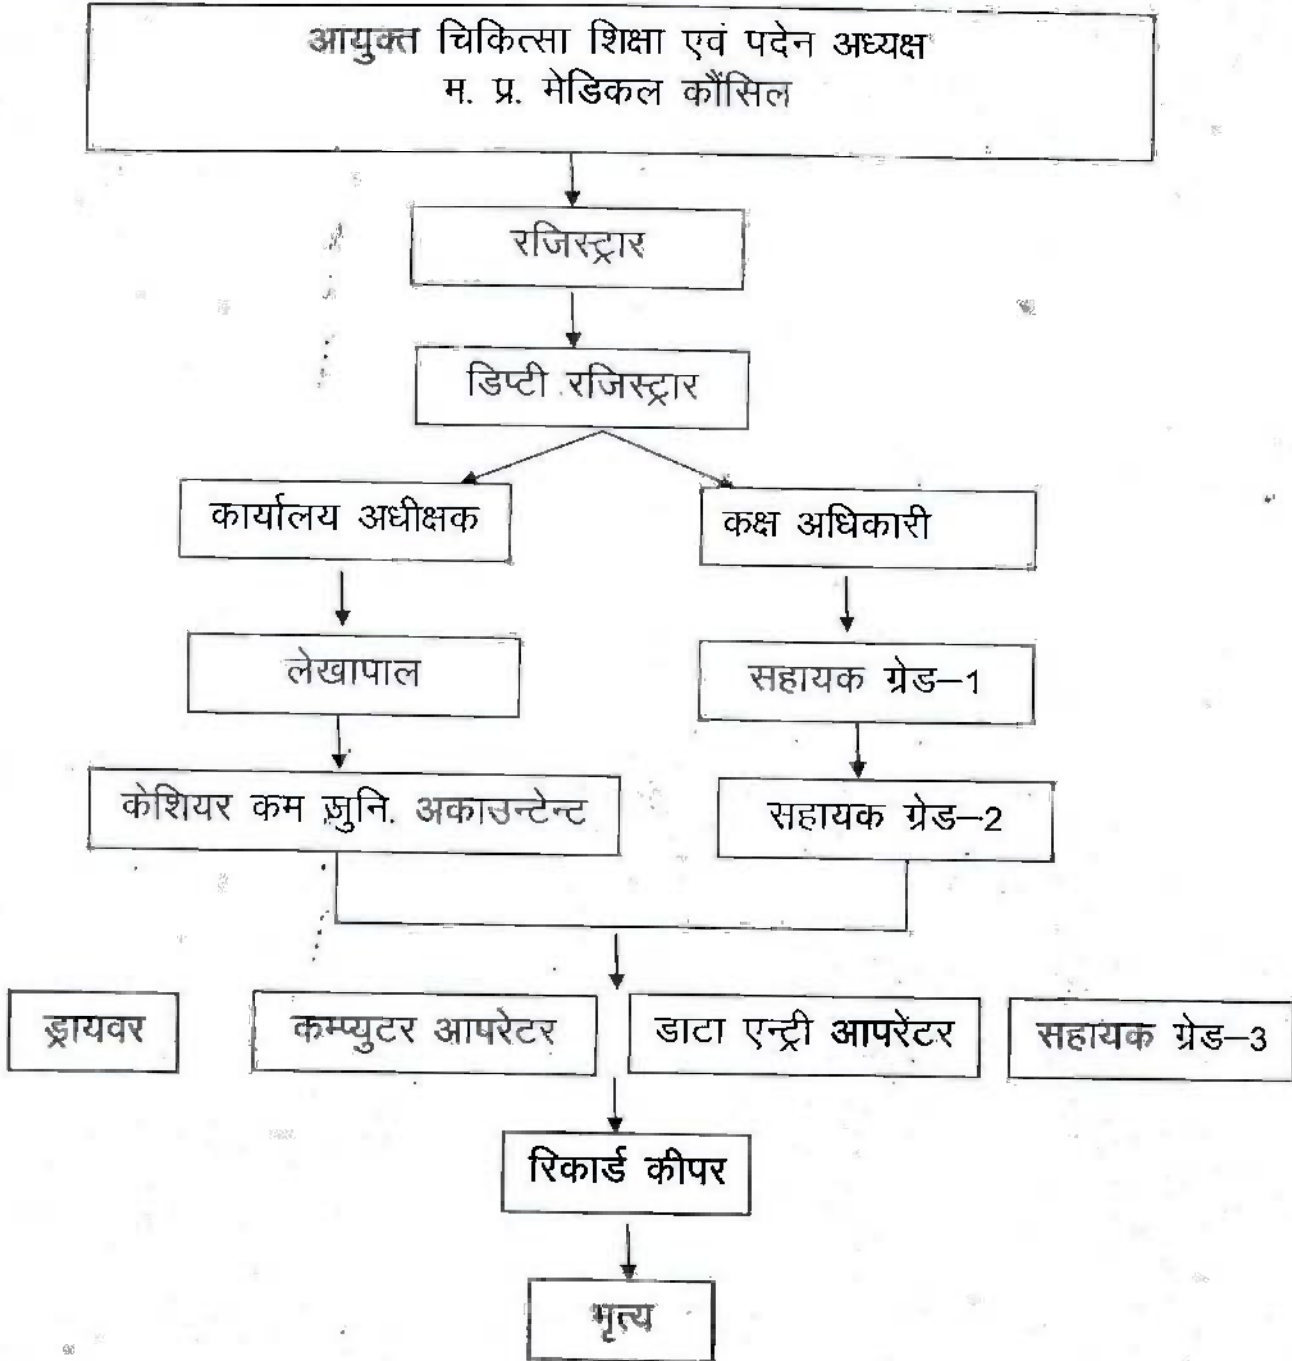 आयुक्त चिकित्सा शिक्षा एवं पदेन अध्यक्ष
म. प्र. मेडिकल कौंसिल
रजिस्ट्रार
डिप्टी रजिस्ट्रार
कार्यालय अधीक्षक
कक्ष अधिकारी
लेखापाल
सहायक ग्रेड–1
केशियर कम जुनि. अकाउन्टेन्ट
सहायक ग्रेड–2
ड्रायवर
कम्प्युटर आपरेटर
डाटा एन्ट्री आपरेंटर
सहायक ग्रेड–3
रिकार्ड कीपर
भृत्य